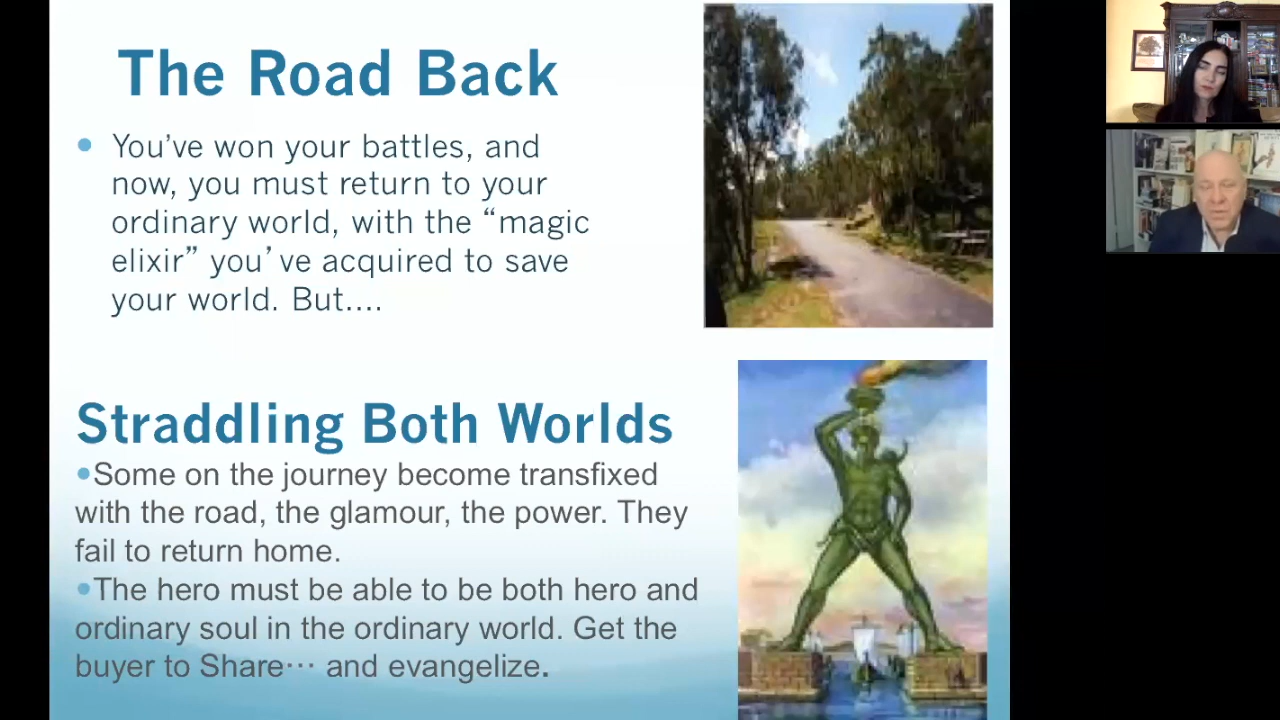 The Road Back
• You’ve won your battles, and
now, you must return to your
ordinary world, with the “magic
elixir” you’ve acquired to save
your world. But....
Straddling Both Worlds
•Some on the journey become transfixed
with the road, the glamour, the power. They
fail to return home.
•The hero must be able to be both hero and
ordinary soul in the ordinary world. Get the
buyer to Share⋯ and evangelize.